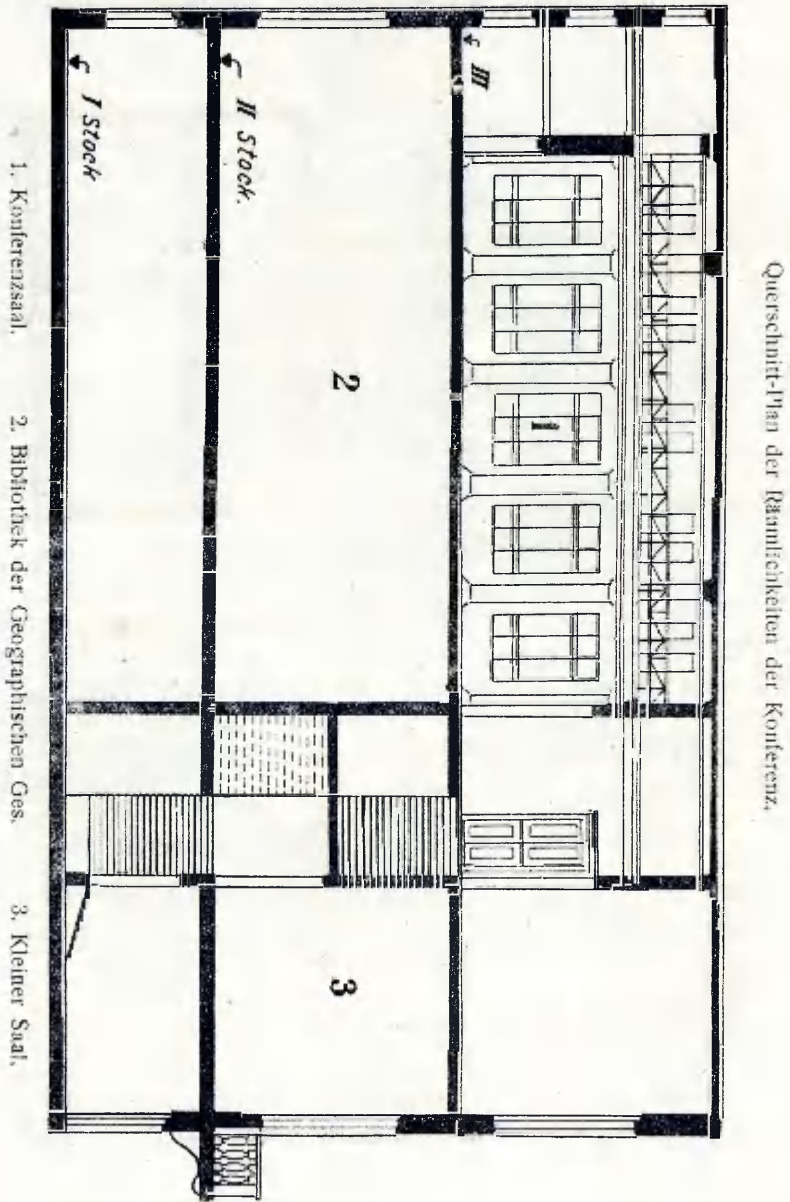 Querschnitt-Plan der Räumlichkeiten der Konferenz.
III
II Stock.
I Stock
2
3
1. Konferenzsaal. 2. Bibliothek der Geographischen Ges. 3. Kleiner Saal.